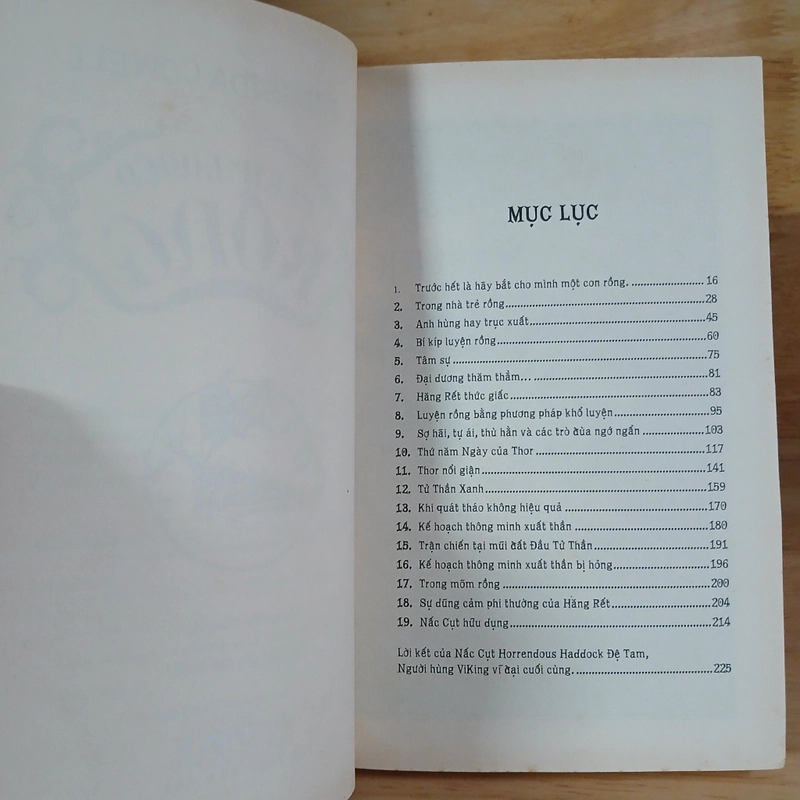 MỤC LỤC
1. Trước hết là hãy bắt cho mình một con rồng. 16
2. Trong nhà trẻ rồng 28
3. Anh hùng hay trục xuất 45
4. Bí kíp luyện rồng 60
5. Tâm sự 75
6. Đại dương thăm thẳm... 81
7. Hăng Rết thức giấc 83
8. Luyện rồng bằng phương pháp khổ luyện 95
9. Sợ hãi, tự ái, thù hằn và các trò đùa ngớ ngẩn 103
10. Thứ năm Ngày của Thor 117
11. Thor nổi giận 141
12. Tử Thần Xanh 159
13. Khi quát tháo không hiệu quả 170
14. Kế hoạch thông minh xuất thần 180
15. Trận chiến tại mũi đất Đầu Tử Thần 191
16. Kế hoạch thông minh xuất thần bị hỏng 196
17. Trong mõm rồng 200
18. Sự dũng cảm phi thường của Hăng Rết 204
19. Nấc Cụt hữu dụng 214
Lời kết của Nấc Cụt Horrendous Haddock Đệ Tam,
Người hùng ViKing vĩ đại cuối cùng. 225